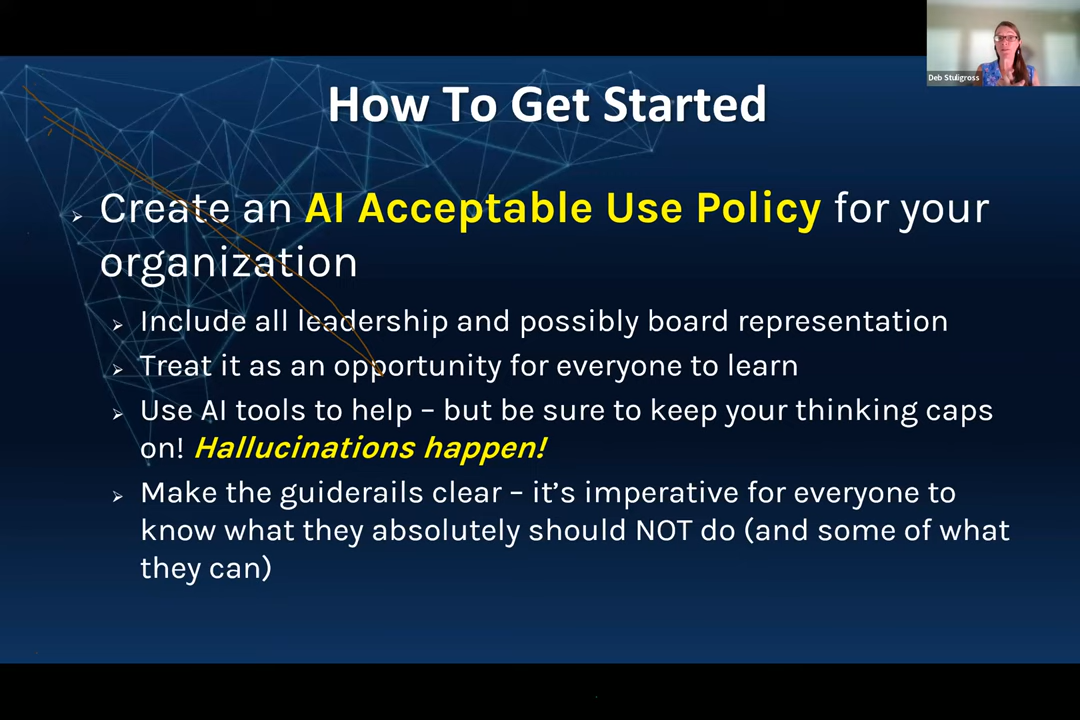 Deb Stuligross
How To Get Started
➢ Create an AI Acceptable Use Policy for your
organization
➢ Include all leadership and possibly board representation
➢ Treat it as an opportunity for everyone to learn
➢ Use AI tools to help – but be sure to keep your thinking caps
on! Hallucinations happen!
➢ Make the guiderails clear – it's imperative for everyone to
know what they absolutely should NOT do (and some of what
they can)